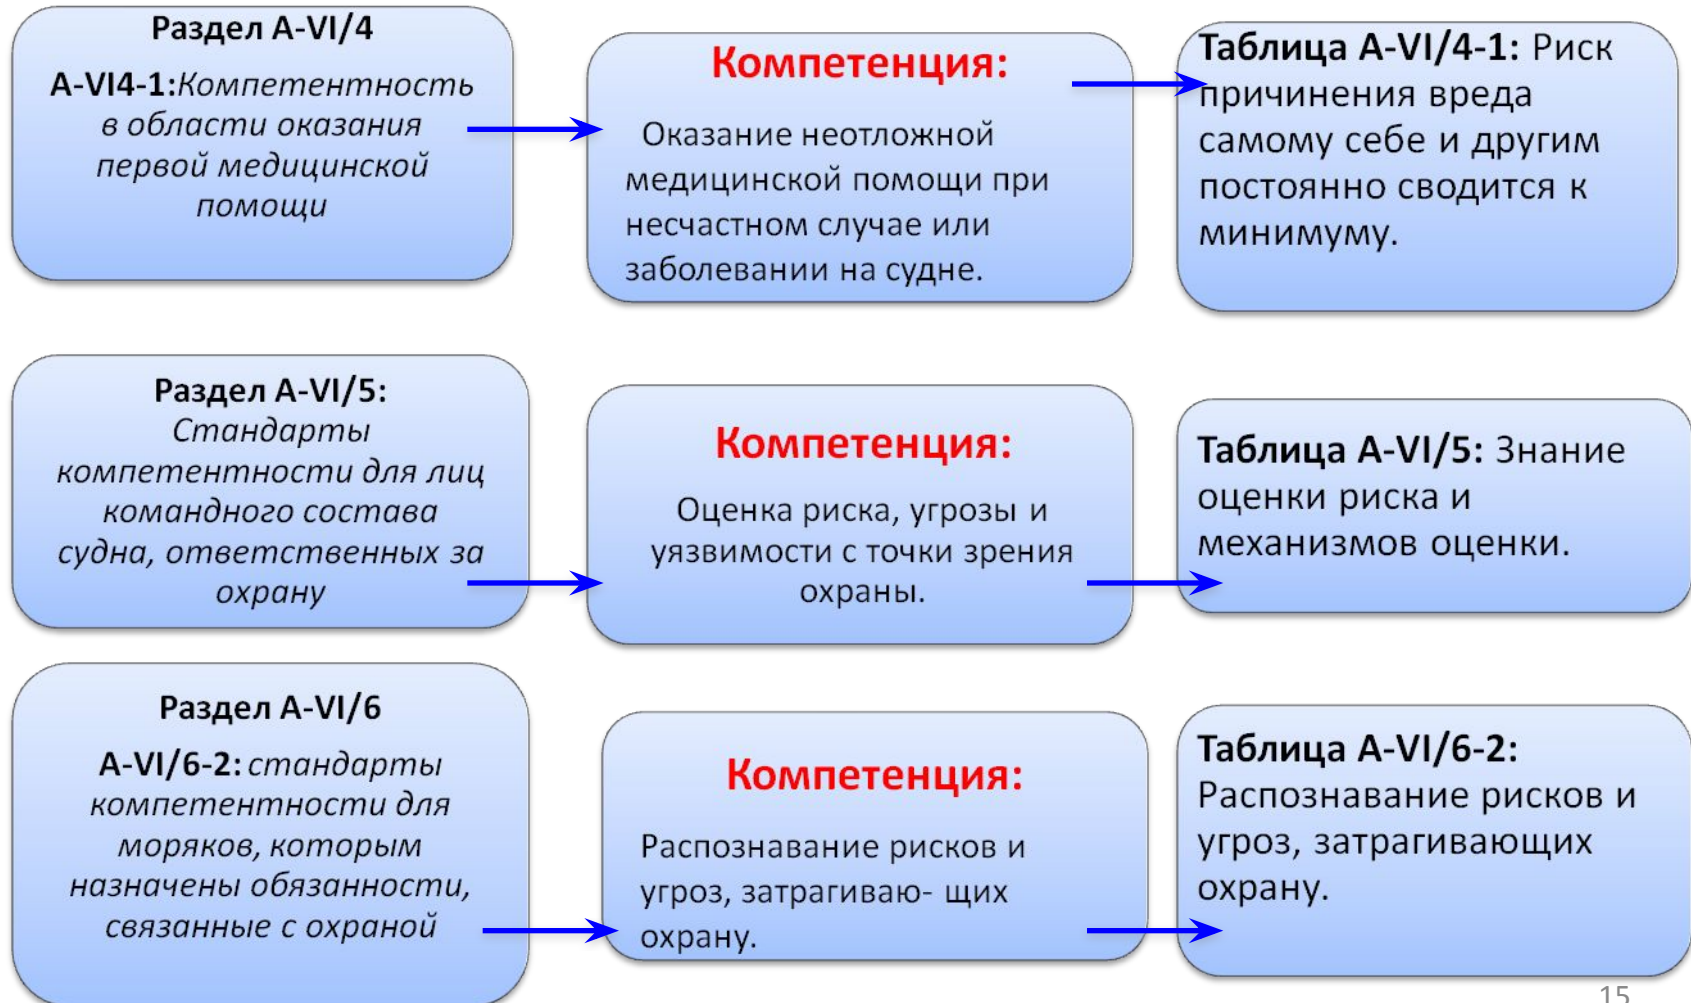 Раздел A-VI/4
A-VI4-1:Компетентность
в области оказания
первой медицинской
помощи
Компетенция:
Оказание неотложной
медицинской помощи при
несчастном случае или
заболевании на судне.
Таблица A-VI/4-1: Риск
причинения вреда
самому себе и другим
постоянно сводится к
минимуму.
Раздел A-VI/5:
Стандарты
компетентности для лиц
командного состава
судна, ответственных за
охрану
Компетенция:
Оценка риска, угрозы и
уязвимости с точки зрения
охраны.
Таблица A-VI/5: Знание
оценки риска и
механизмов оценки.
Раздел A-VI/6
A-VI/6-2: стандарты
компетентности для
моряков, которым
назначены обязанности,
связанные с охраной
Компетенция:
Распознавание рисков и
угроз, затрагиваю- щих
охрану.
Таблица A-VI/6-2:
Распознавание рисков и
угроз, затрагивающих
охрану.
15